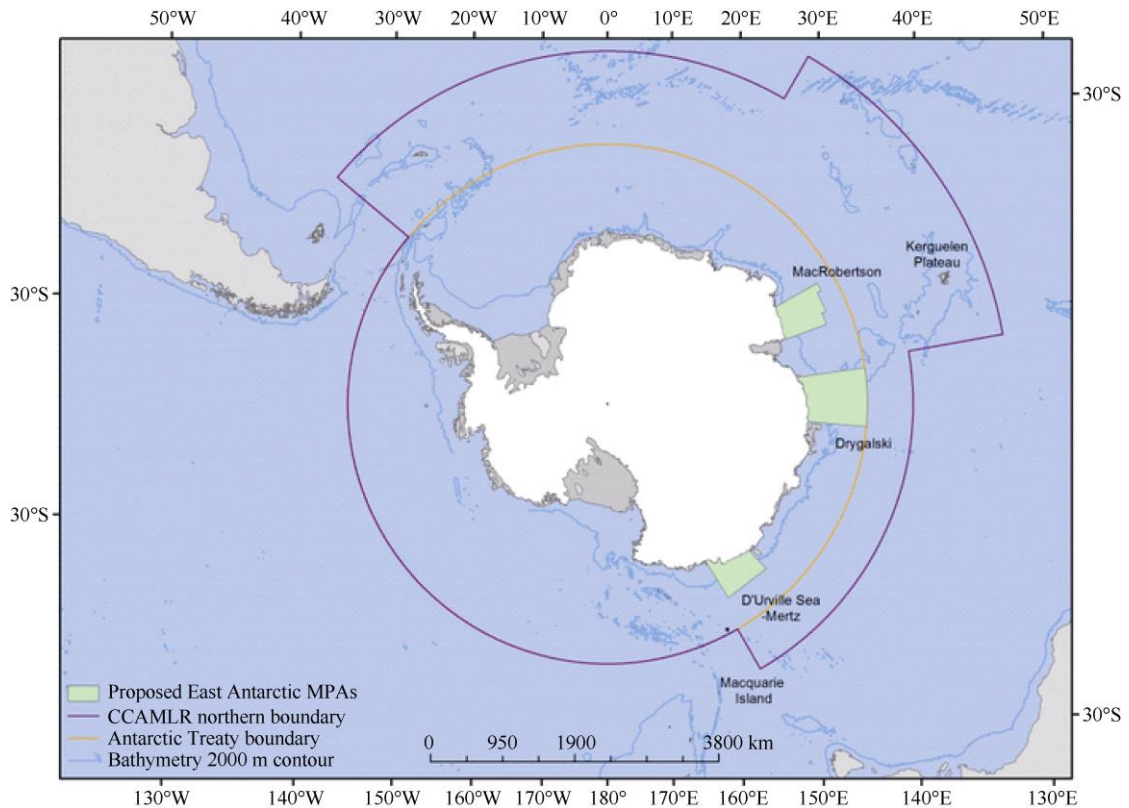 50°W 40°W 30°W 20°W 10°W 0° 10°E 20°E 30°E 40°E 50°E
30°S
Kerguelen
Plateau
MacRobertson
30°S
Drygalski
30°S
D'Urville Sea
-Mertz
Macquarie
Island
30°S
Proposed East Antarctic MPAs
CCAMLR northern boundary
Antarctic Treaty boundary
Bathymetry 2000 m contour
0 950 1900 3800 km
130°W 140°W 150°W 160°W 170°W 180° 170°E 160°E 150°E 140°E 130°E